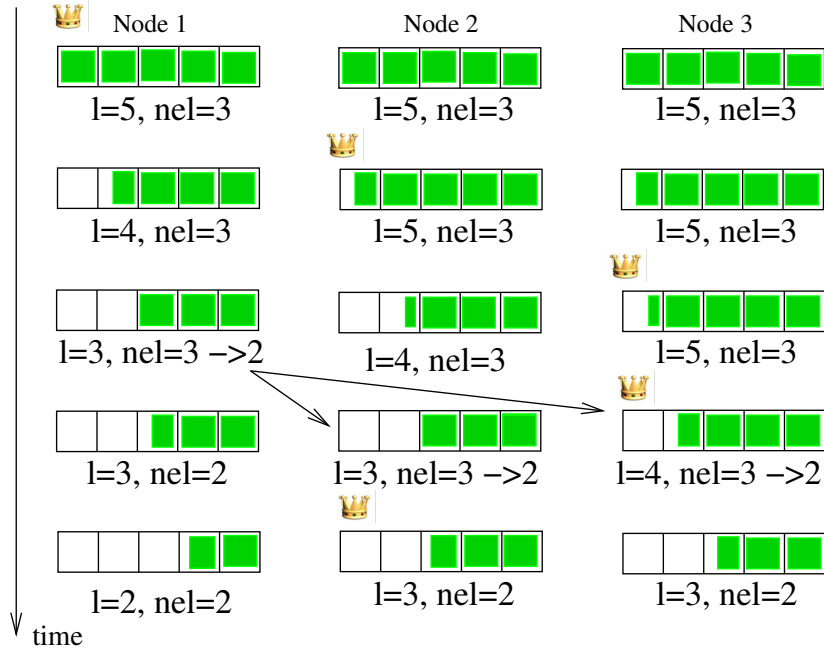 Node 1
Node 2
Node 3
l=5, nel=3
l=5, nel=3
l=5, nel=3
l=4, nel=3
l=5, nel=3
l=5, nel=3
l=3, nel=3 ->2
l=4, nel=3
l=5, nel=3
l=3, nel=2
l=3, nel=3 ->2
l=4, nel=3 ->2
l=2, nel=2
l=3, nel=2
l=3, nel=2
time